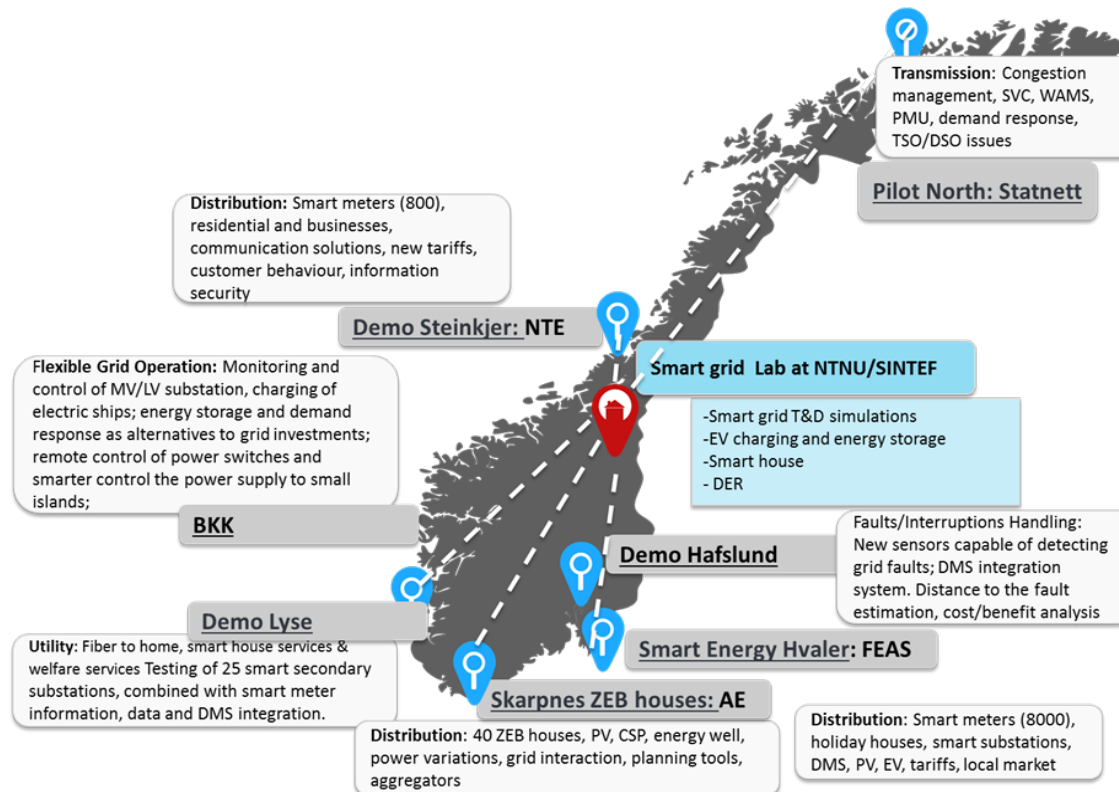 Transmission: Congestion
management, SVC, WAMS,
PMU, demand response,
TSO/DSO issues
Pilot North: Statnett
Distribution: Smart meters (800),
residential and businesses,
communication solutions, new tariffs,
customer behaviour, information
security
Demo Steinkjer: NTE
Smart grid Lab at NTNU/SINTEF
-Smart grid T&D simulations
-EV charging and energy storage
-Smart house
- DER
Flexible Grid Operation: Monitoring and
control of MV/LV substation, charging of
electric ships; energy storage and demand
response as alternatives to grid investments;
remote control of power switches and
smarter control the power supply to small
islands;
BKK
Faults/Interruptions Handling:
New sensors capable of detecting
grid faults; DMS integration
system. Distance to the fault
estimation, cost/benefit analysis
Demo Hafslund
Demo Lyse
Utility: Fiber to home, smart house services &
welfare services Testing of 25 smart secondary
substations, combined with smart meter
information, data and DMS integration.
Smart Energy Hvaler: FEAS
Skarpnes ZEB houses: AE
Distribution: 40 ZEB houses, PV, CSP, energy well,
power variations, grid interaction, planning tools,
aggregators
Distribution: Smart meters (8000),
holiday houses, smart substations,
DMS, PV, EV, tariffs, local market